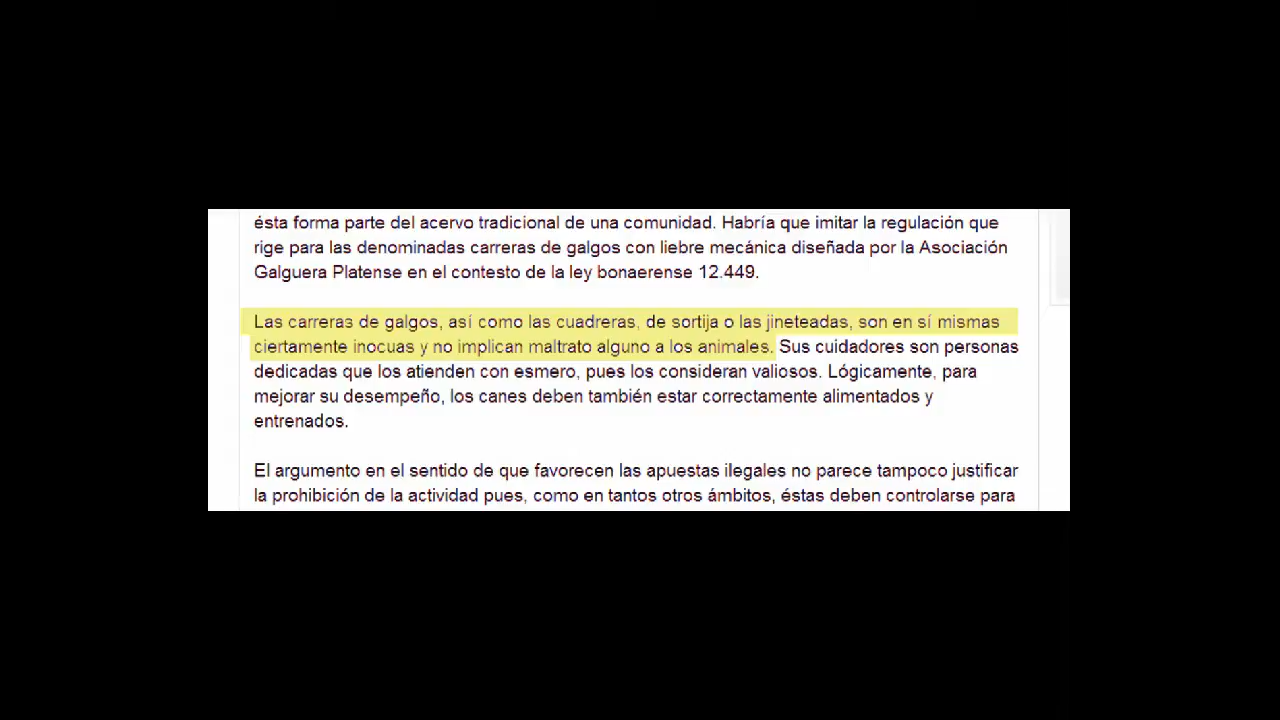 ésta forma parte del acervo tradicional de una comunidad. Habría que imitar la regulación que
rige para las denominadas carreras de galgos con liebre mecánica diseñada por la Asociación
Galguera Platense en el contesto de la ley bonaerense 12.449.
Las carreras de galgos, así como las cuadreras, de sortija o las jineteadas, son en sí mismas
ciertamente inocuas y no implican maltrato alguno a los animales. Sus cuidadores son personas
dedicadas que los atienden con esmero, pues los consideran valiosos. Lógicamente, para
mejorar su desempeño, los canes deben también estar correctamente alimentados y
entrenados.
El argumento en el sentido de que favorecen las apuestas ilegales no parece tampoco justificar
la prohibición de la actividad pues, como en tantos otros ámbitos, éstas deben controlarse para